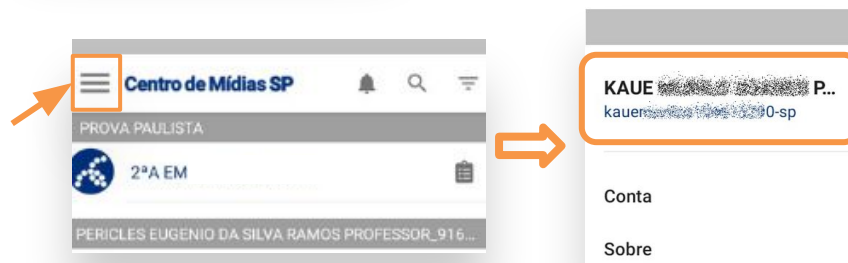 Centro de Mídias SP
PROVA PAULISTA
2ªA EM
PERICLES EUGENIO DA SILVA RAMOS PROFESSOR_916...
KAUE P...
0-sp
Conta
Sobre